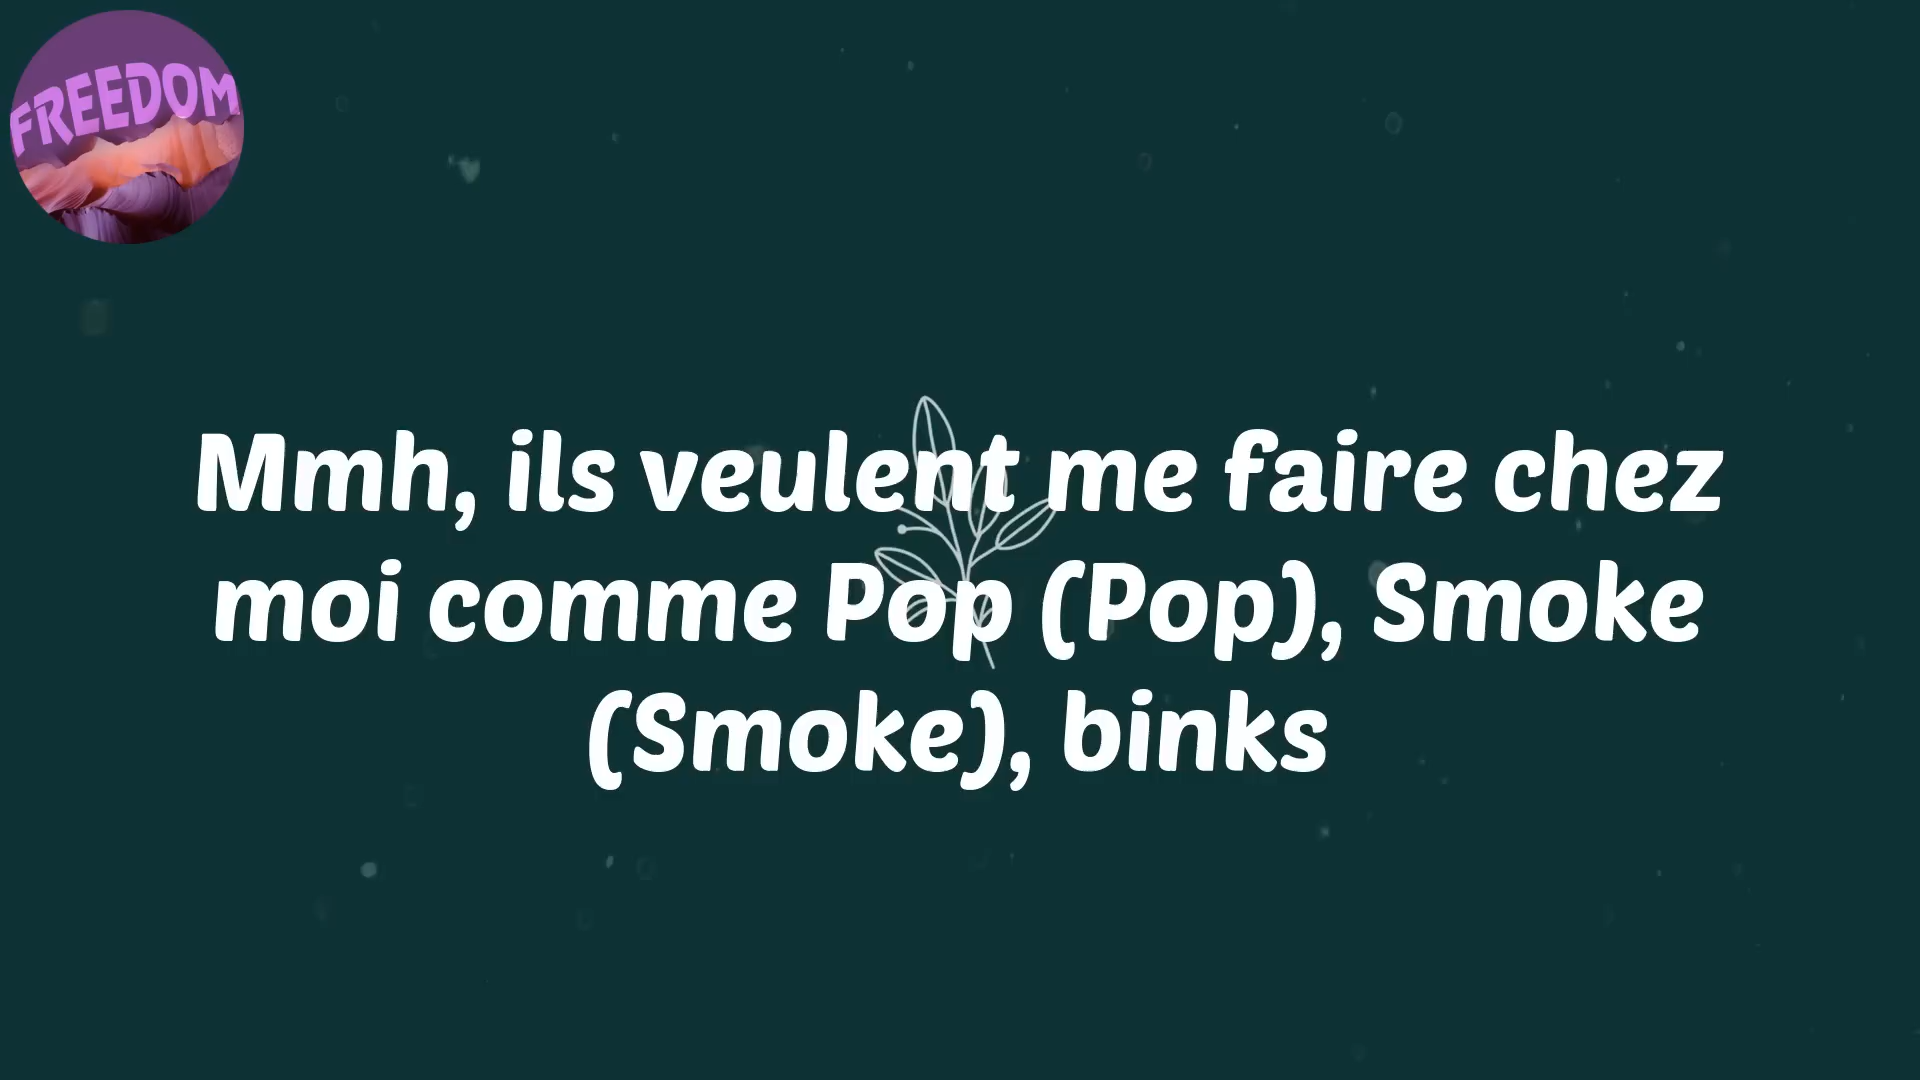 FREEDOM
Mmh, ils veulent me faire chez
moi comme Pop (Pop), Smoke
(Smoke), binks